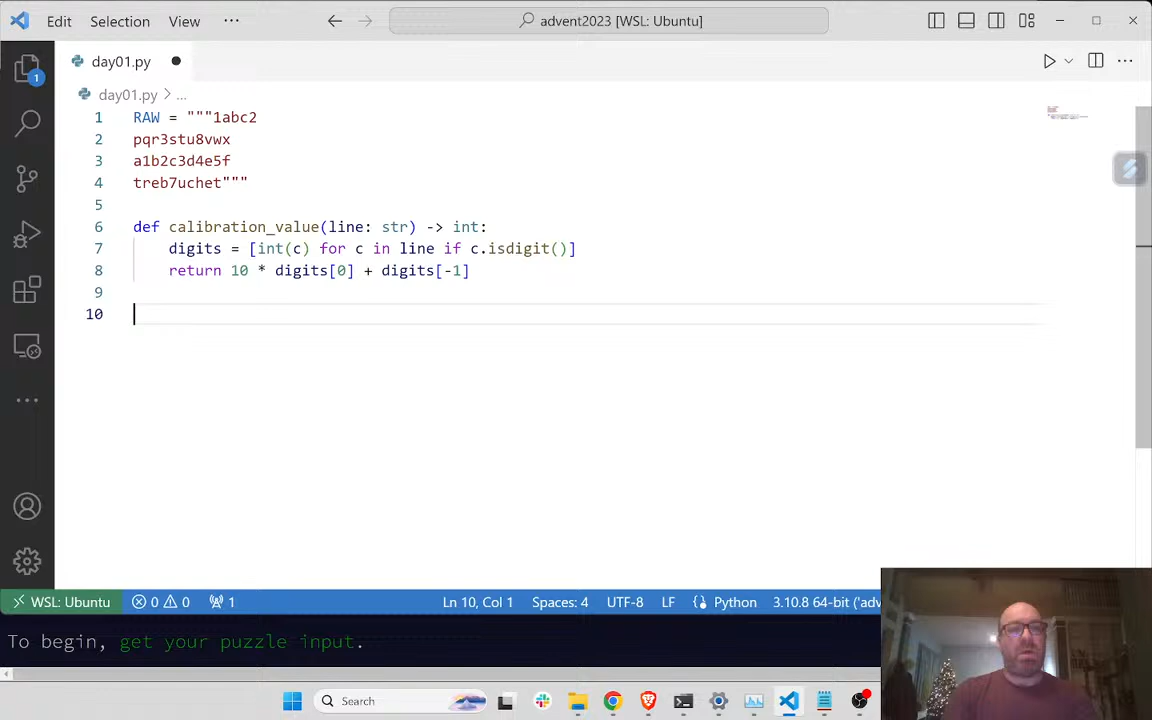 Edit Selection View ··· advent2023 [WSL: Ubuntu]
1
day01.py
day01.py > ...
1 RAW = """1abc2
2 pqr3stu8vwx
3 a1b2c3d4e5f
4 treb7uchet"""
5
6 def calibration_value(line: str) -> int:
7     digits = [int(c) for c in line if c.isdigit()]
8     return 10 * digits[0] + digits[-1]
9
10
WSL: Ubuntu 0 0 1 Ln 10, Col 1 Spaces: 4 UTF-8 LF Python 3.10.8 64-bit ('adv
To begin, get your puzzle input.
Search